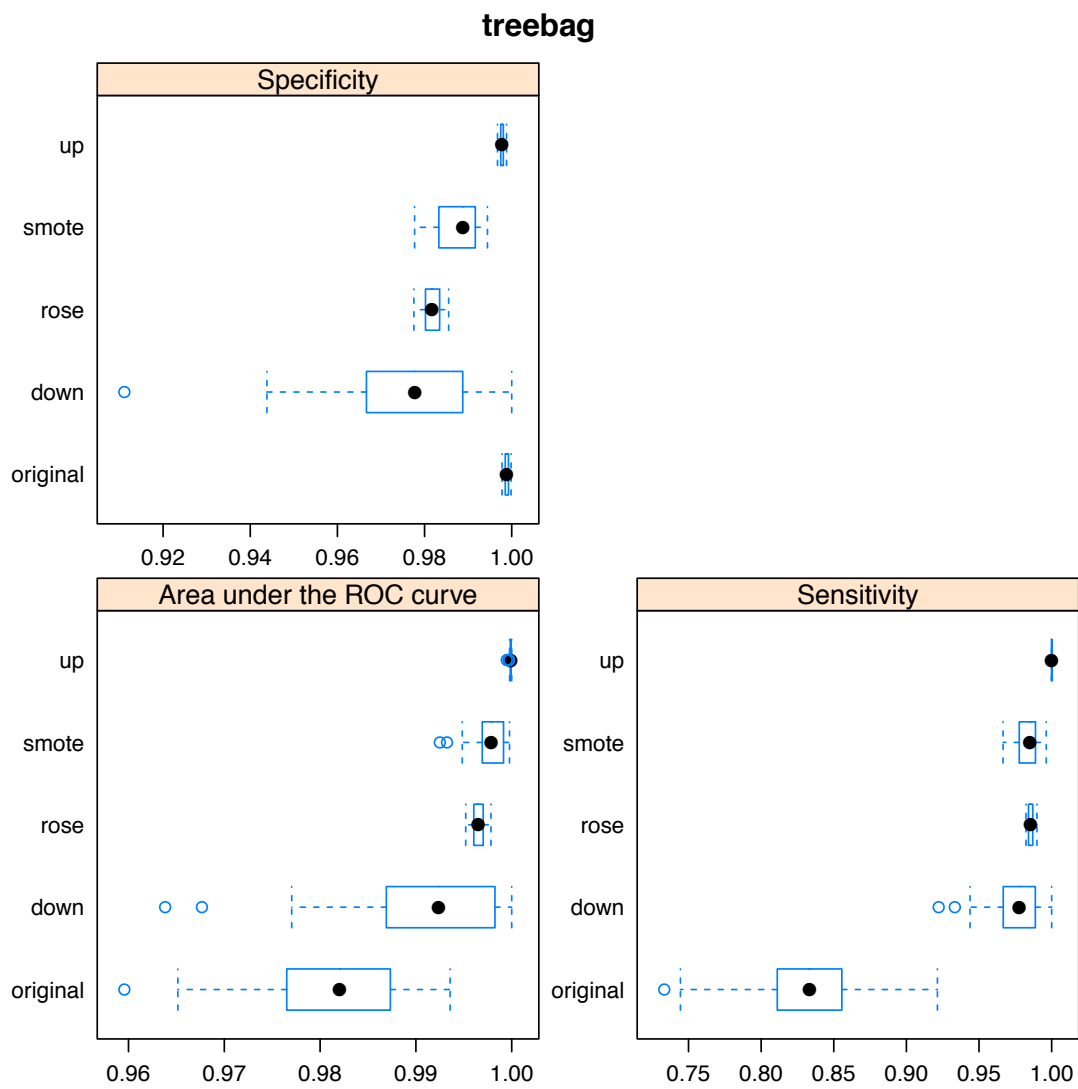 treebag
Specificity
up
smote
rose
down
original
0.92 0.94 0.96 0.98 1.00
Area under the ROC curve
up
smote
rose
down
original
0.96 0.97 0.98 0.99 1.00
Sensitivity
up
smote
rose
down
original
0.75 0.80 0.85 0.90 0.95 1.00